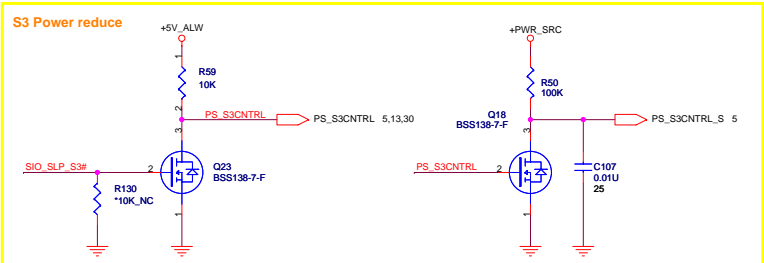 S3 Power reduce
+5V_ALW
1
R59
10K
2
PS_S3CNTRL
PS_S3CNTRL 5,13,30
3
SIO_SLP_S3#
2
Q23
BSS138-7-F
R130
*10K_NC
1
+PWR_SRC
R50
100K
Q18
BSS138-7-F
3
PS_S3CNTRL_S 5
PS_S3CNTRL
2
C107
0.01U
25
1